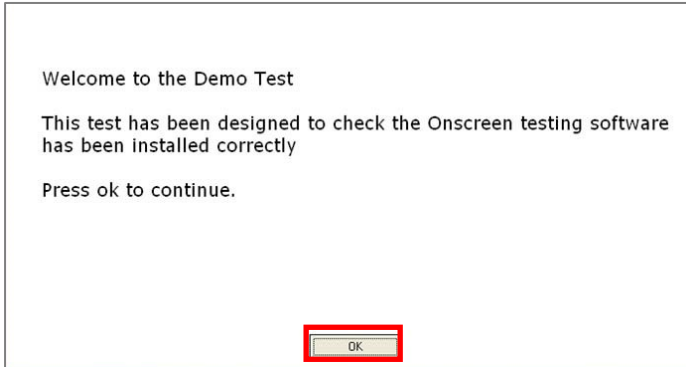 Welcome to the Demo Test
This test has been designed to check the Onscreen testing software
has been installed correctly
Press ok to continue.
OK